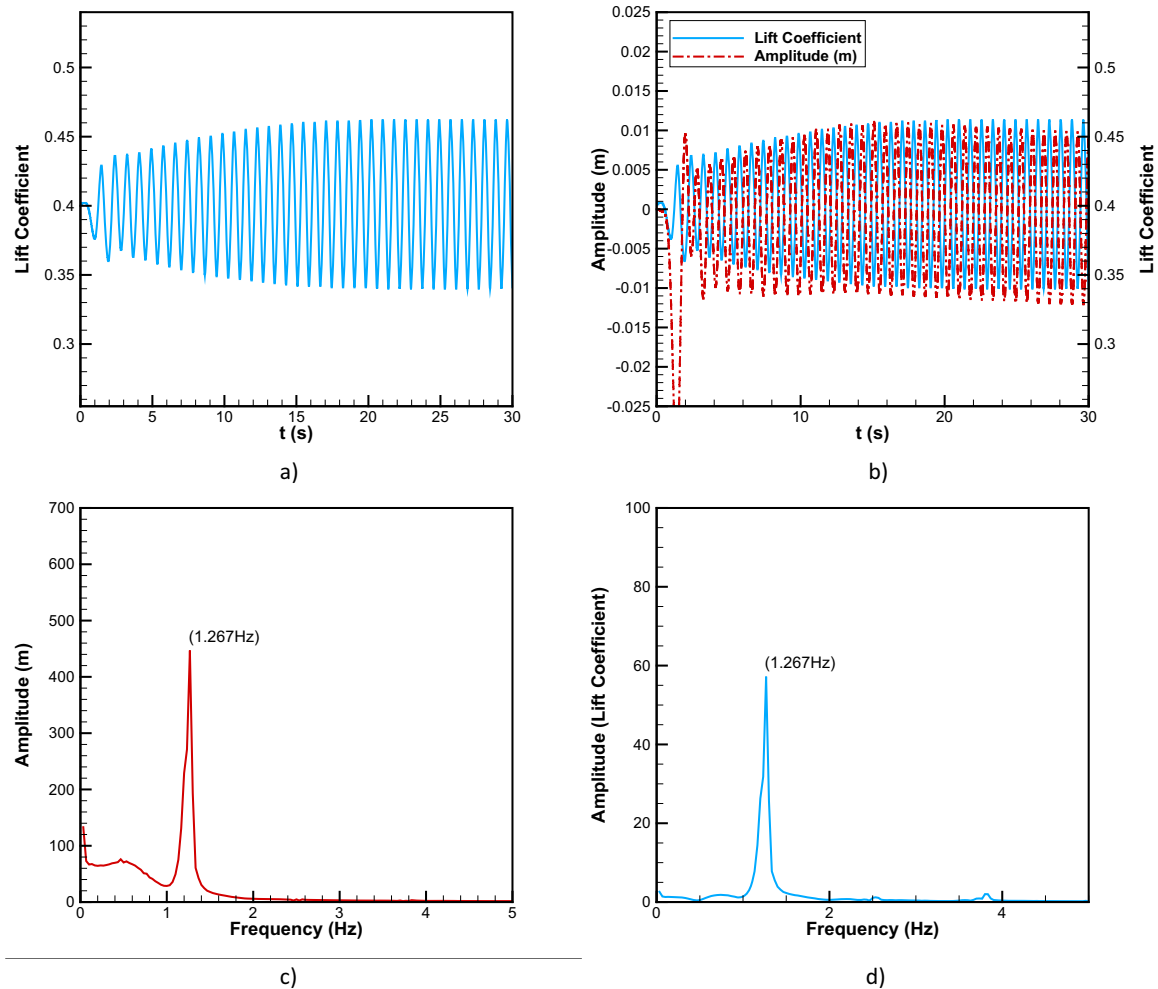 0.5
0.45
0.4
0.35
0.3
Lift Coefficient
0 5 10 15 20 25 30
t (s)
a)
0.025
0.02
0.015
0.01
0.005
0
-0.005
-0.01
-0.015
-0.02
-0.025
Amplitude (m)
Lift Coefficient
Amplitude (m)
0.5
0.45
0.4
0.35
0.3
Lift Coefficient
0 10 20 30
t (s)
b)
700
600
500
400
300
200
100
0
Amplitude (m)
(1.267Hz)
0 1 2 3 4 5
Frequency (Hz)
c)
100
80
60
40
20
0
Amplitude (Lift Coefficient)
(1.267Hz)
0 2 4
Frequency (Hz)
d)